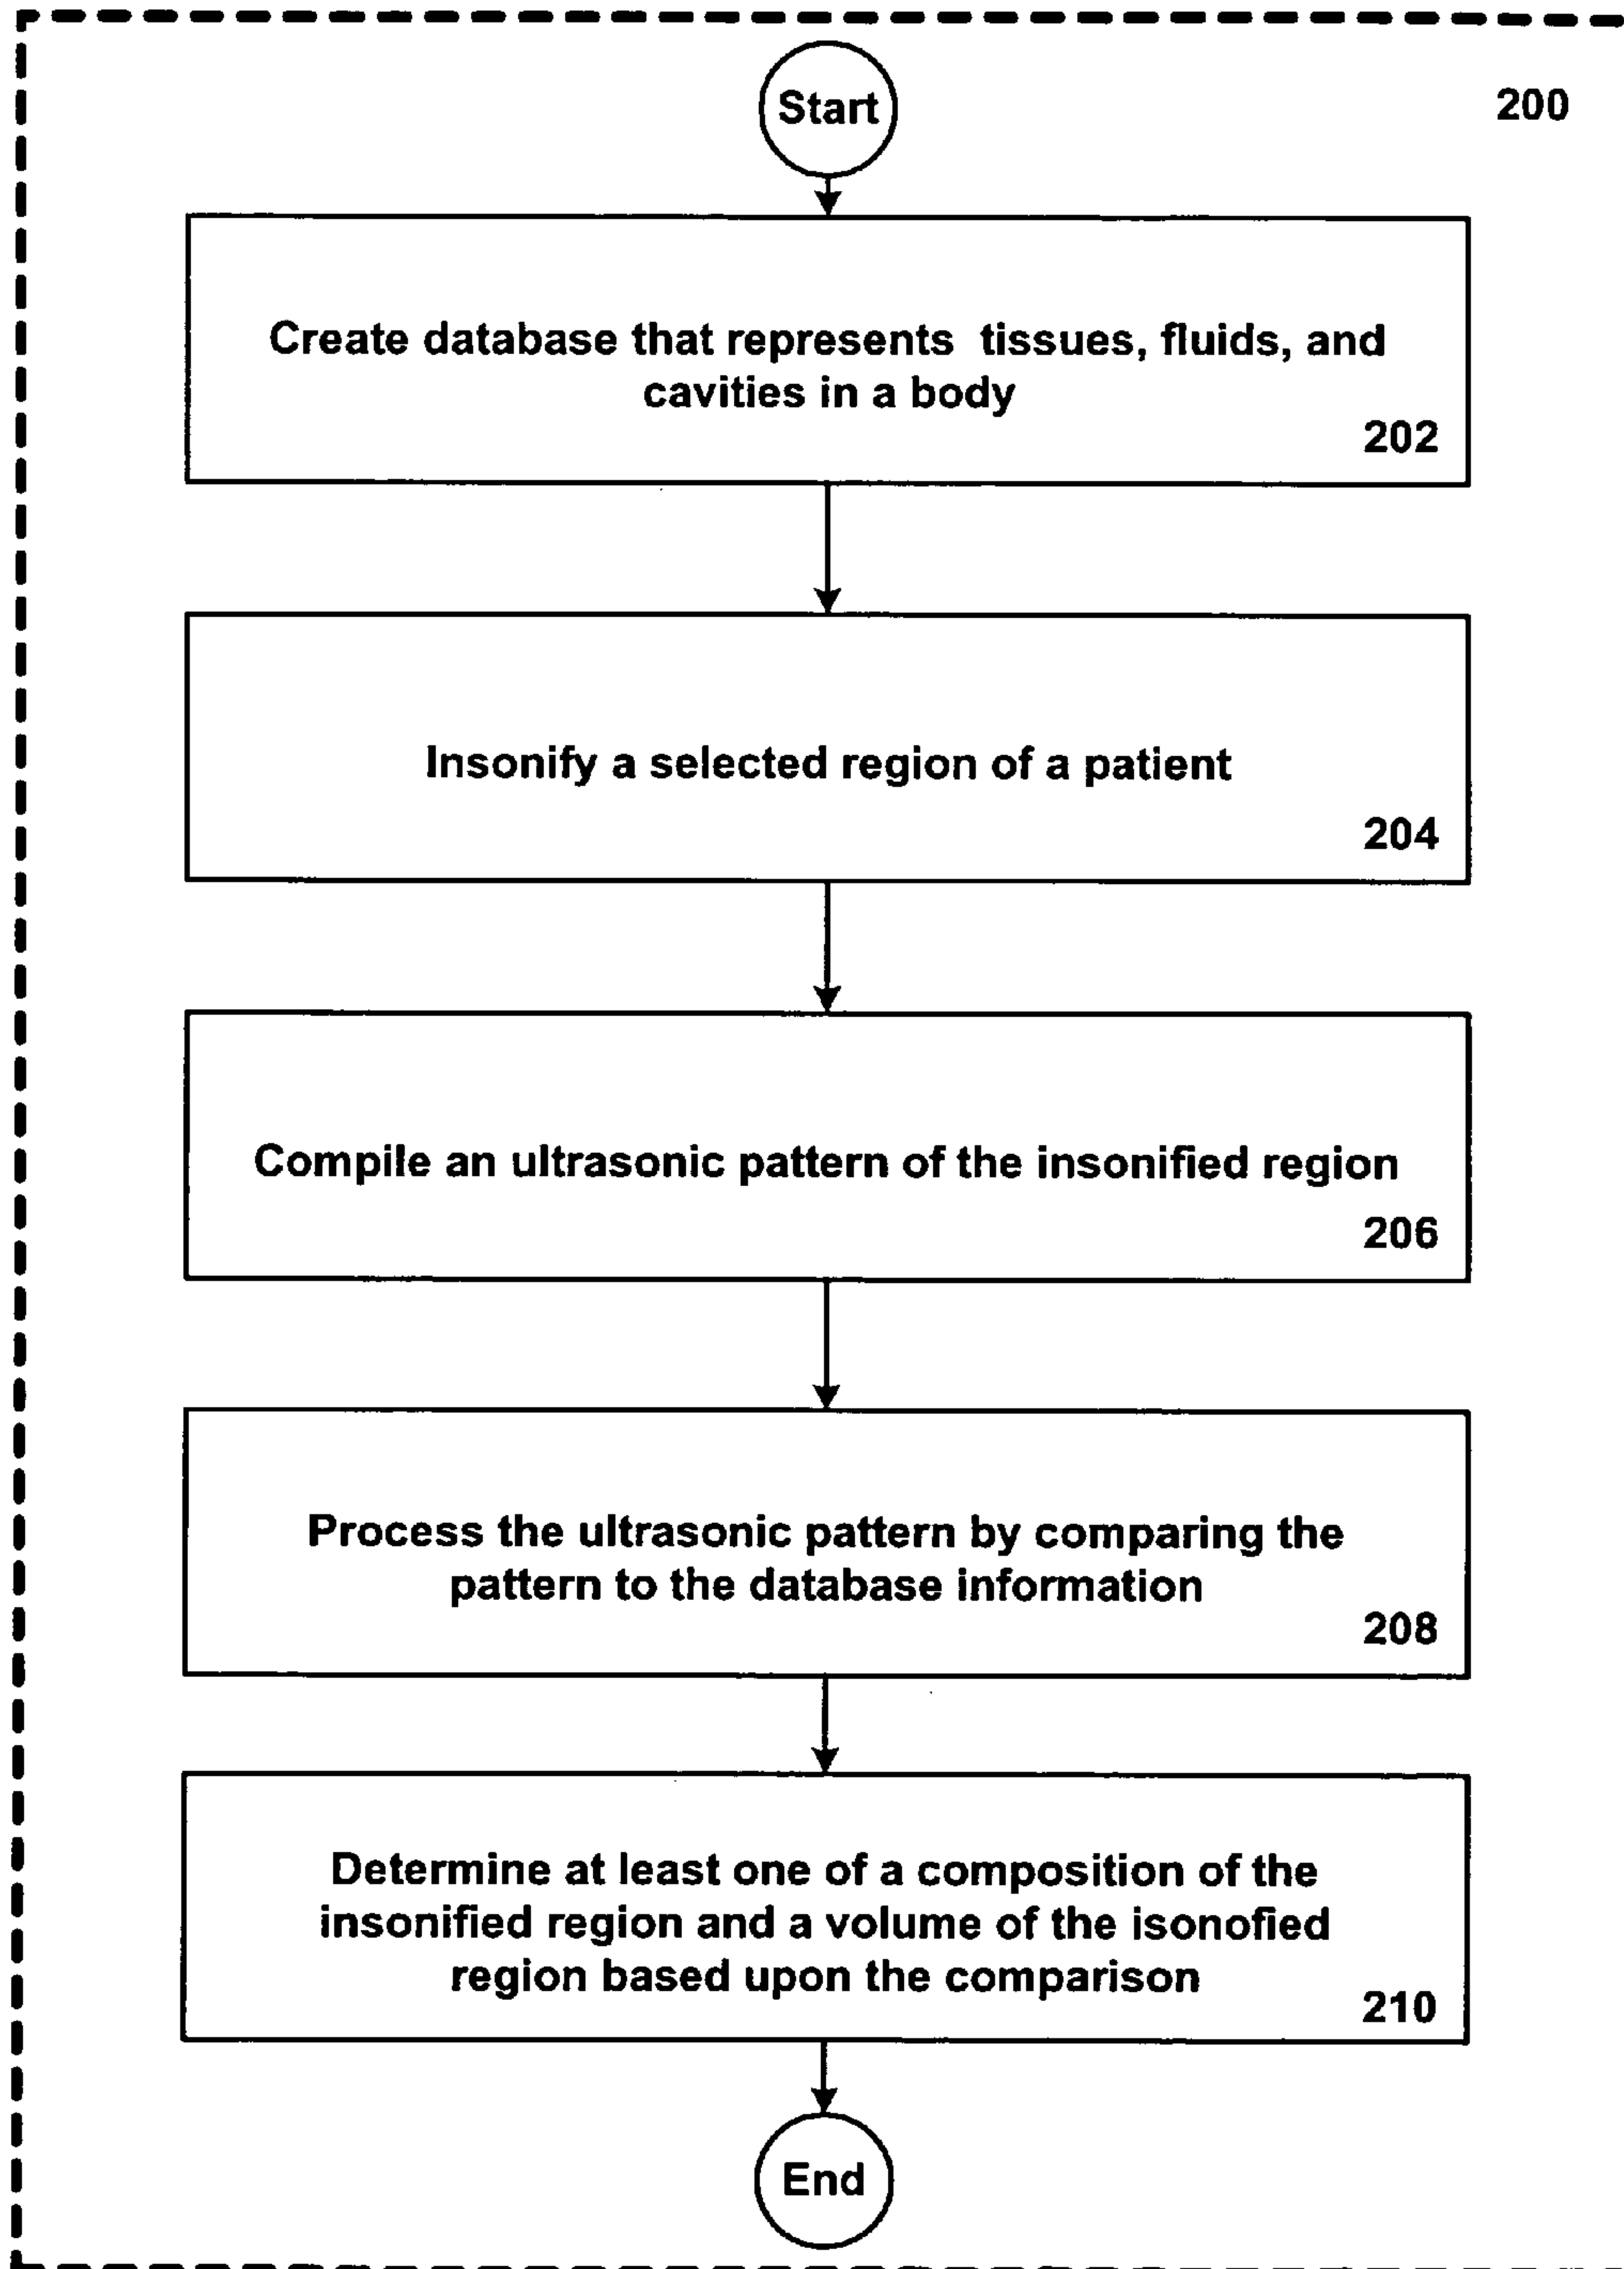 Start
200
Create database that represents tissues, fluids, and
cavities in a body
202
Insonify a selected region of a patient
204
Compile an ultrasonic pattern of the insonified region
206
Process the ultrasonic pattern by comparing the
pattern to the database information
208
Determine at least one of a composition of the
insonified region and a volume of the isonofied
region based upon the comparison
210
End